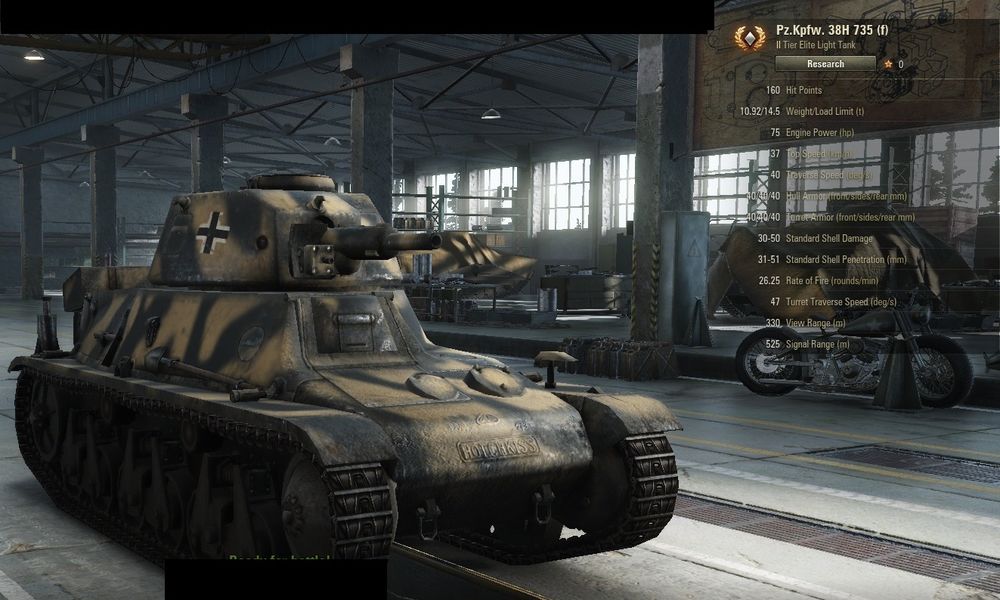 Pz.Kpfw. 38H 735 (f)
II Tier Elite Light Tank
Research 0
160 Hit Points
10.92/14.5 Weight/Load Limit (t)
75 Engine Power (hp)
37 Top Speed (km/h)
40 Traverse Speed (deg/s)
40/40/40 Hull Armor (front/sides/rear mm)
40/40/40 Turret Armor (front/sides/rear mm)
30-50 Standard Shell Damage
31-51 Standard Shell Penetration (mm)
26.25 Rate of Fire (rounds/min)
47 Turret Traverse Speed (deg/s)
330 View Range (m)
525 Signal Range (m)
HOTCHKISS
Ready for battle!